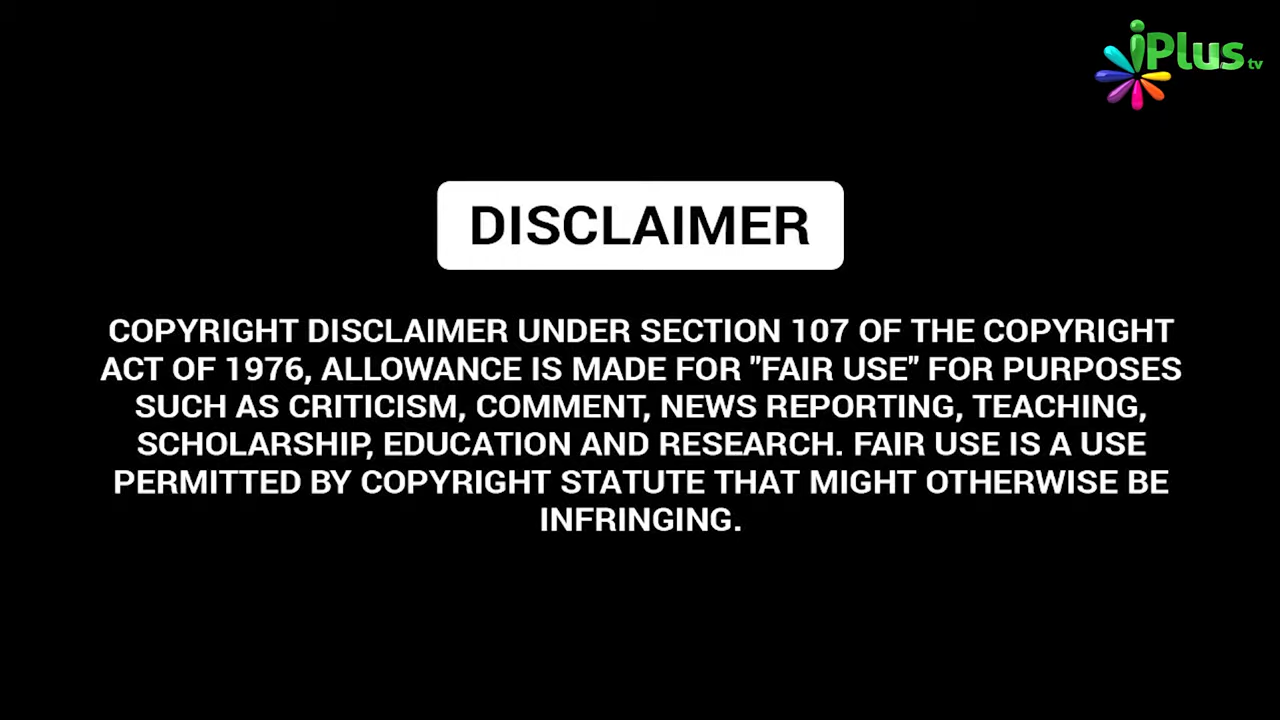 iPlus tv
DISCLAIMER
COPYRIGHT DISCLAIMER UNDER SECTION 107 OF THE COPYRIGHT
ACT OF 1976, ALLOWANCE IS MADE FOR "FAIR USE" FOR PURPOSES
SUCH AS CRITICISM, COMMENT, NEWS REPORTING, TEACHING,
SCHOLARSHIP, EDUCATION AND RESEARCH. FAIR USE IS A USE
PERMITTED BY COPYRIGHT STATUTE THAT MIGHT OTHERWISE BE
INFRINGING.